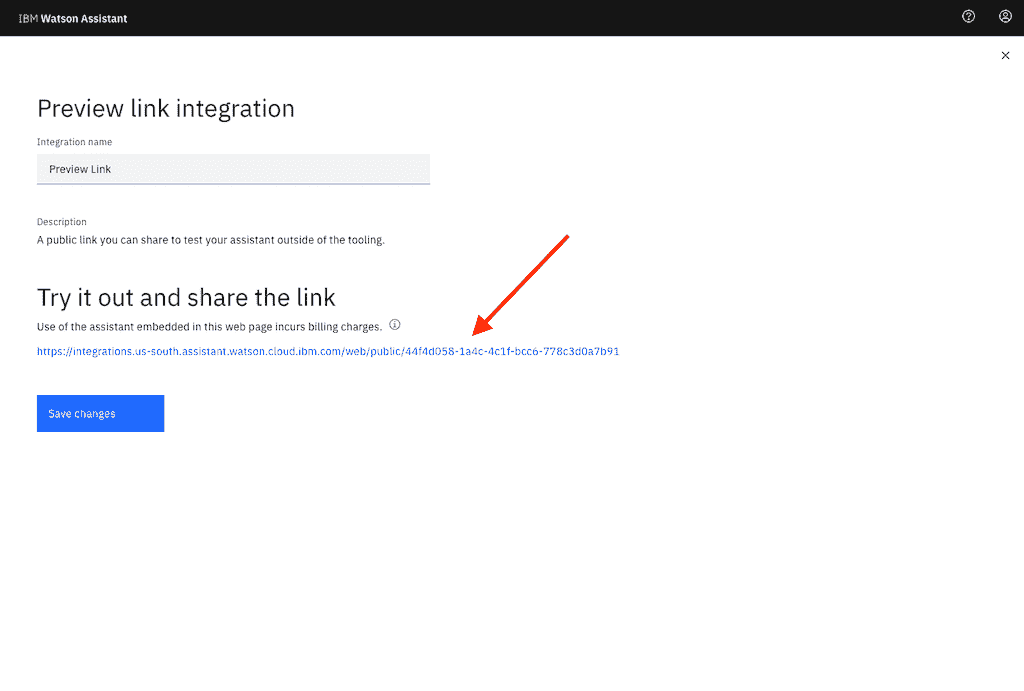 IBM Watson Assistant
Preview link integration
Integration name
Preview Link
Description
A public link you can share to test your assistant outside of the tooling.
Try it out and share the link
Use of the assistant embedded in this web page incurs billing charges.
https://integrations.us-south.assistant.watson.cloud.ibm.com/web/public/44f4d058-1a4c-4c1f-bcc6-778c3d0a7b91
Save changes